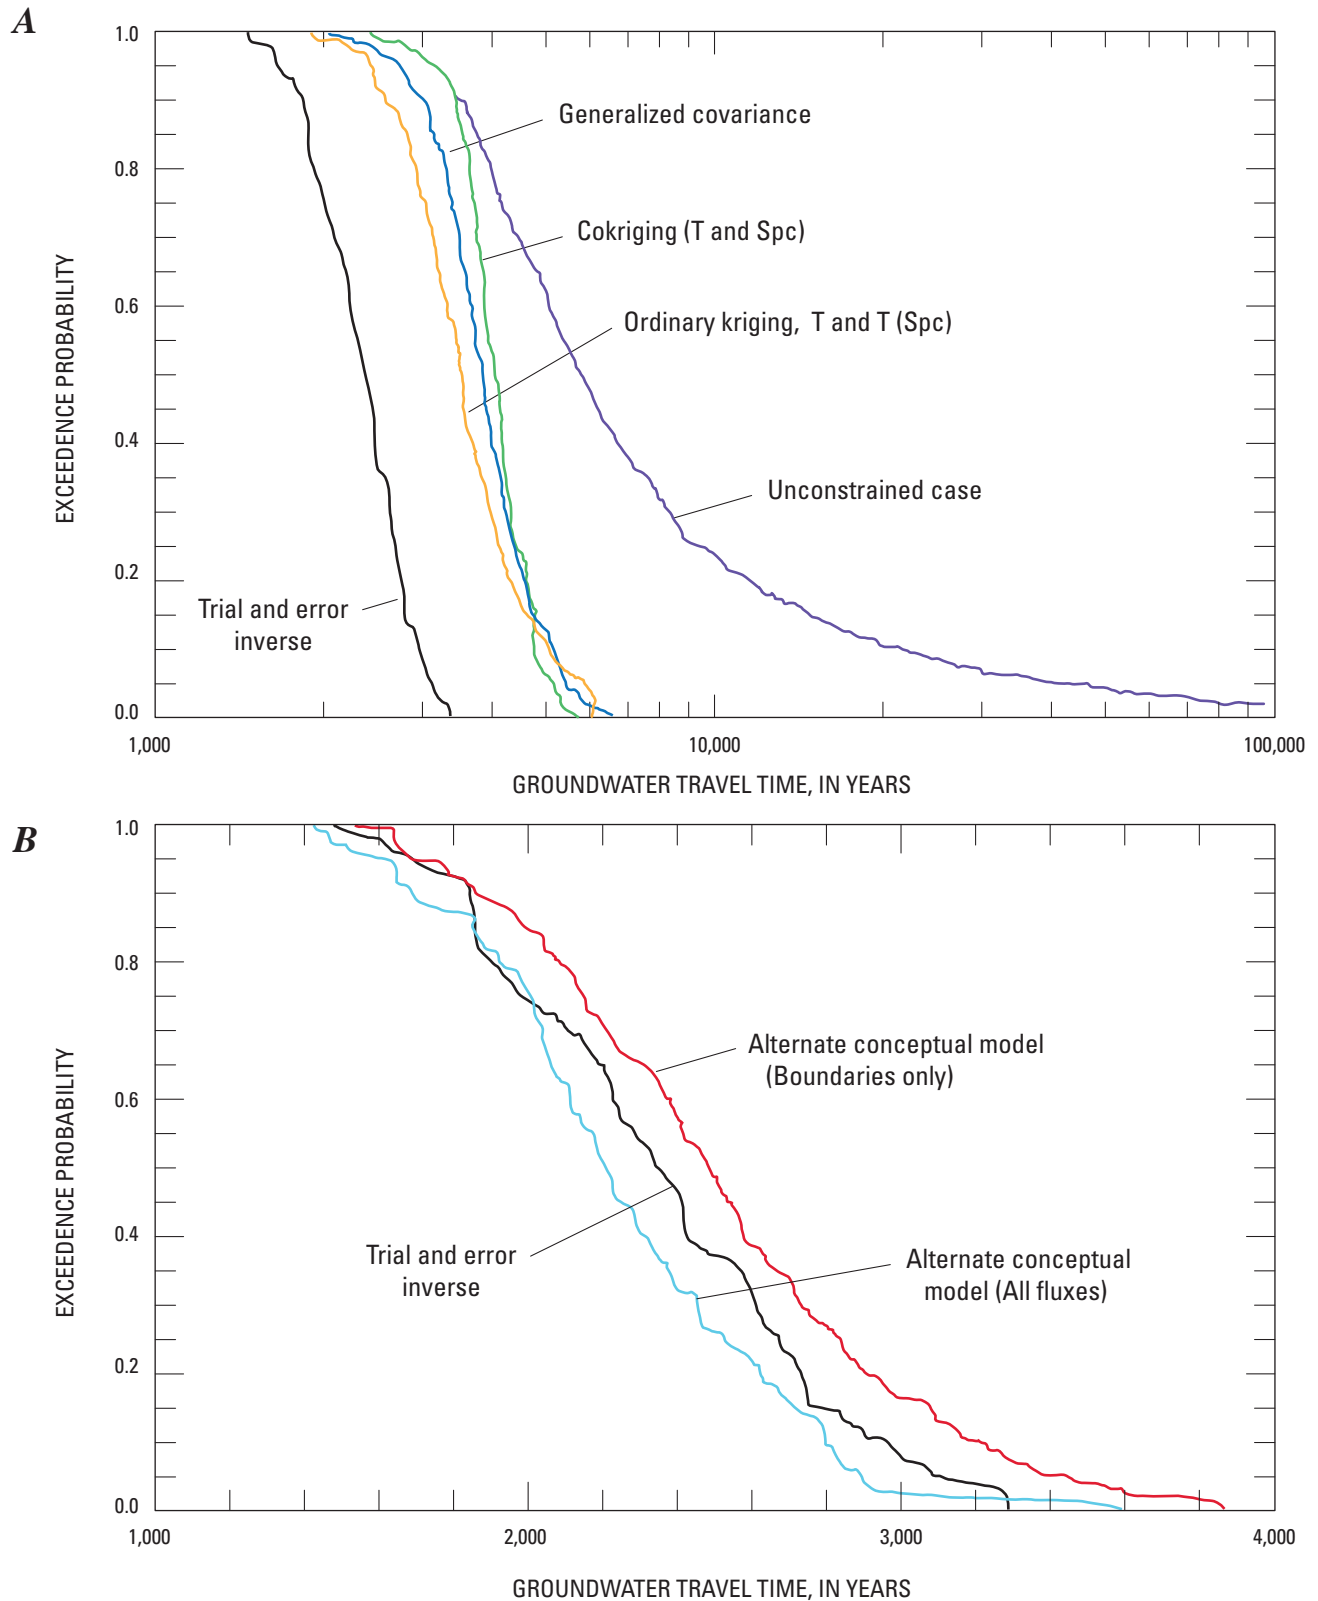 A
1.0
0.8
0.6
0.4
0.2
0.0
EXCEEDENCE PROBABILITY
Generalized covariance
Cokriging (T and Spc)
Ordinary kriging, T and T (Spc)
Unconstrained case
Trial and error
inverse
1,000
10,000
100,000
GROUNDWATER TRAVEL TIME, IN YEARS
B
1.0
0.8
0.6
0.4
0.2
0.0
EXCEEDENCE PROBABILITY
Alternate conceptual model
(Boundaries only)
Trial and error
inverse
Alternate conceptual
model (All fluxes)
1,000
2,000
3,000
4,000
GROUNDWATER TRAVEL TIME, IN YEARS